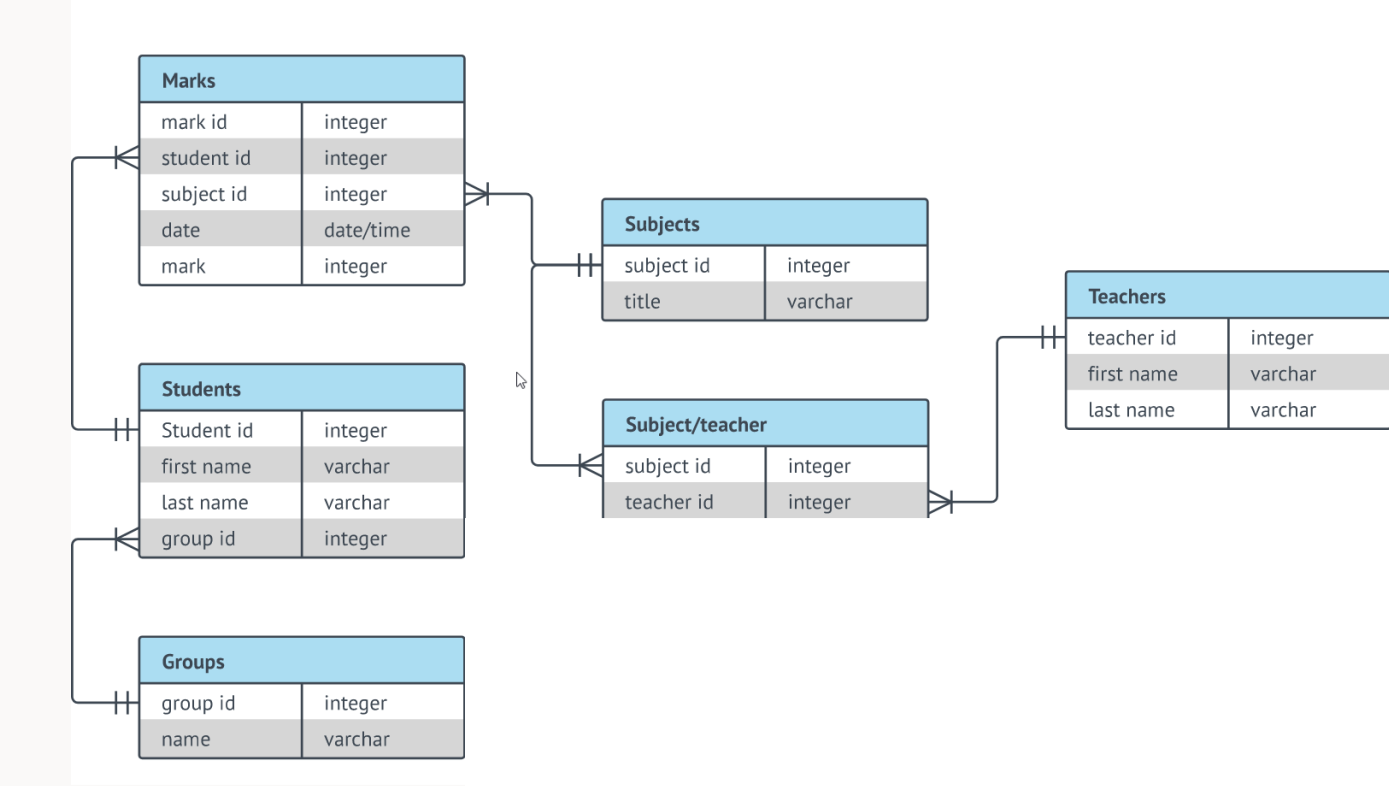 Marks
mark id integer
student id integer
subject id integer
date date/time
mark integer
Subjects
subject id integer
title varchar
Teachers
teacher id integer
first name varchar
last name varchar
Students
Student id integer
first name varchar
last name varchar
group id integer
Subject/teacher
subject id integer
teacher id integer
Groups
group id integer
name varchar